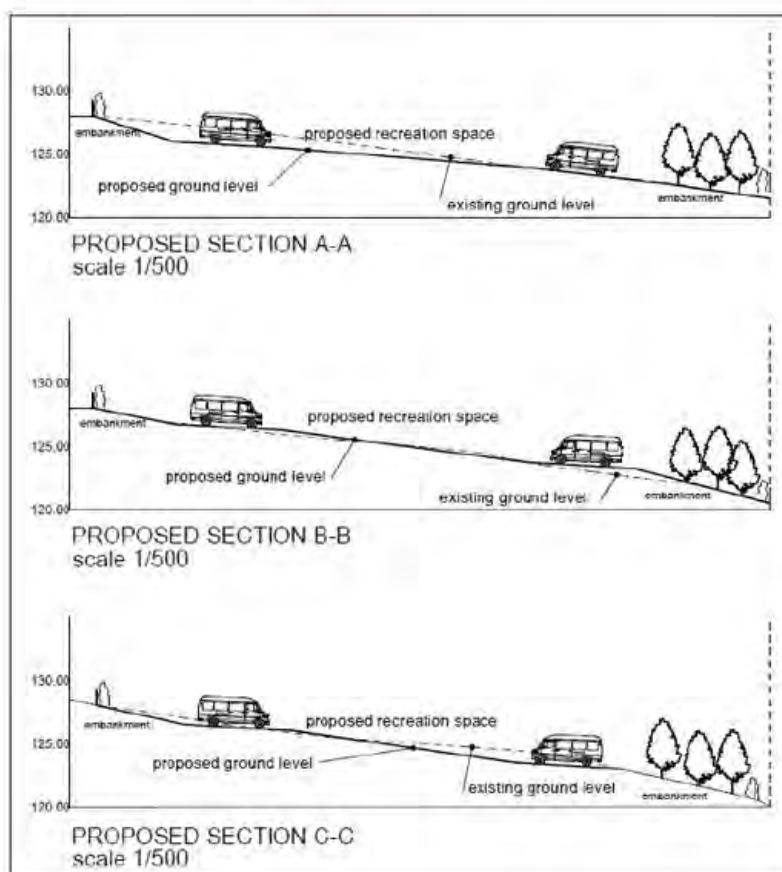 130.00
proposed recreation space
embankment
125.00
proposed ground level
embankment
existing ground level
120.00
PROPOSED SECTION A-A
scale 1/500
130.00
proposed recreation space
embankment
125.00
proposed ground level
existing ground level
embankment
120.00
PROPOSED SECTION B-B
scale 1/500
130.00
proposed recreation space
embankment
125.00
proposed ground level
existing ground level
embankment
120.00
PROPOSED SECTION C-C
scale 1/500